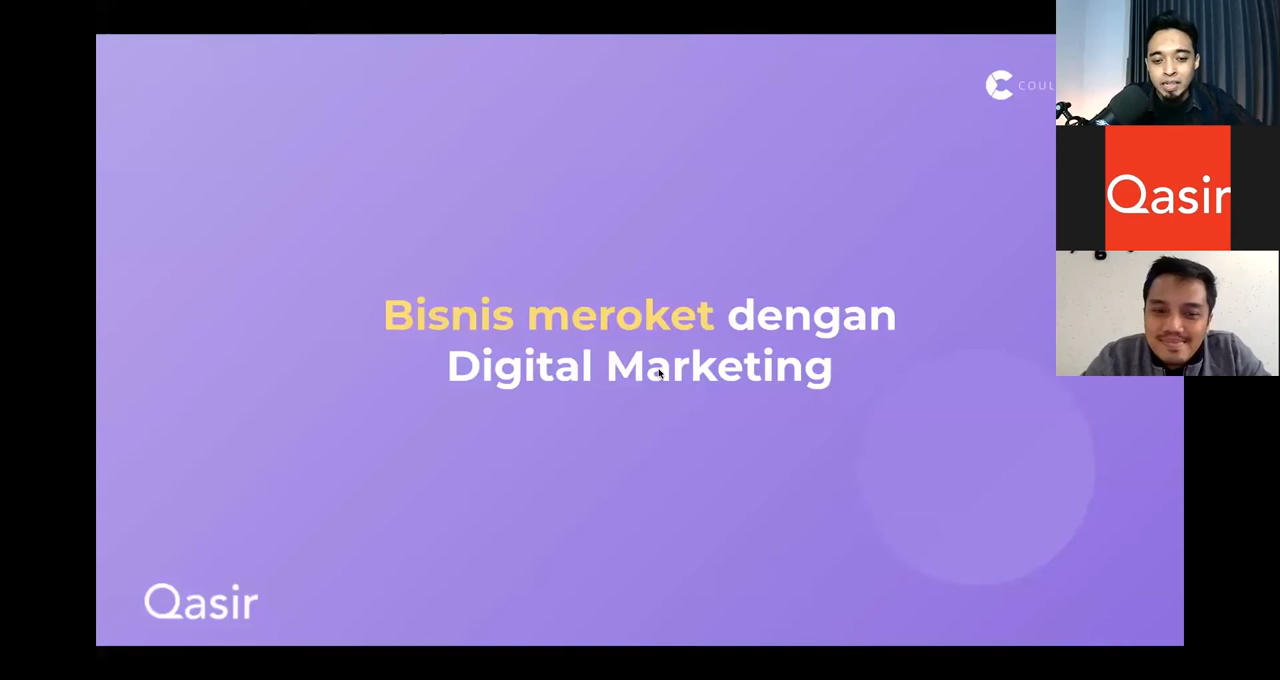 Qasir
Bisnis meroket dengan
Digital Marketing
Qasir